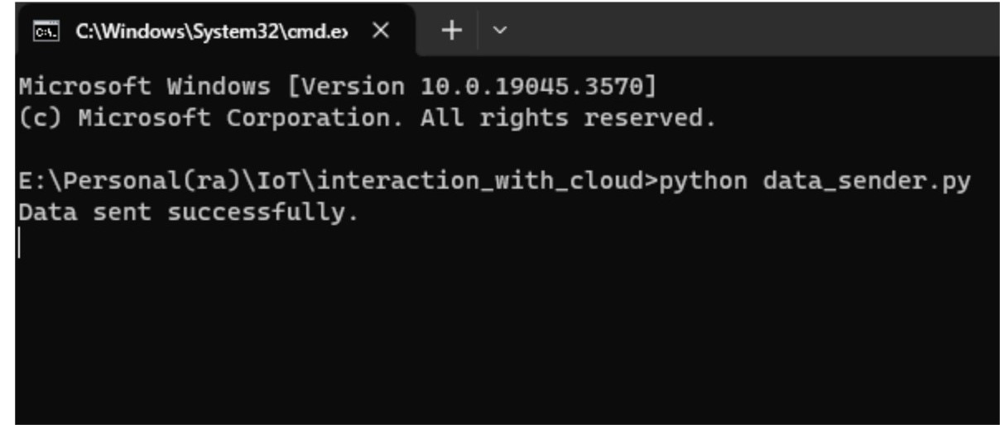 C:\Windows\System32\cmd.e
Microsoft Windows [Version 10.0.19045.3570]
(c) Microsoft Corporation. All rights reserved.
E:\Personal(ra)\IoT\interaction_with_cloud>python data_sender.py
Data sent successfully.